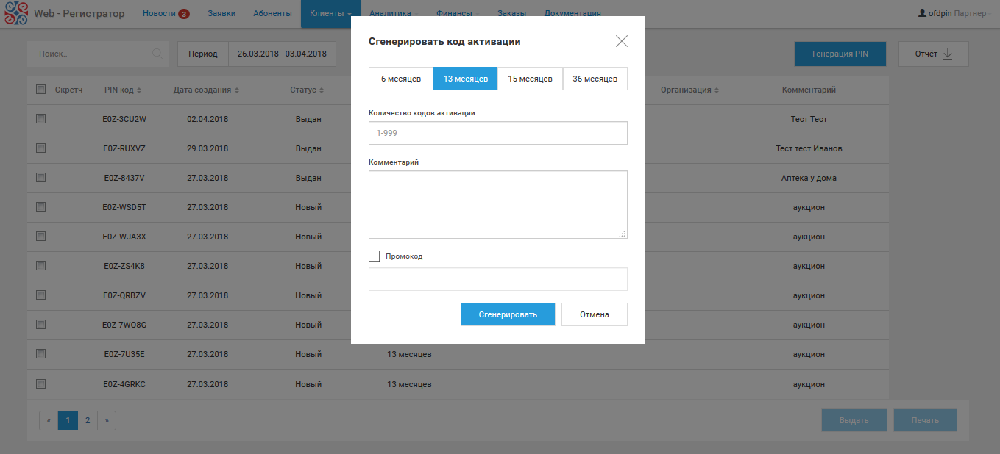 Web - Регистратор Новости 3 Заявки Абоненты Клиенты Аналитика Финансы Заказы Документация ofdpin Партнер
Сгенерировать код активации
Поиск.. Период 26.03.2018 - 03.04.2018 Генерация PIN Отчёт
6 месяцев 13 месяцев 15 месяцев 36 месяцев
Скретч PIN код Дата создания Статус Организация Комментарий
Количество кодов активации
E0Z-3CU2W 02.04.2018 Выдан Тест Тест
1-999
E0Z-RUXVZ 29.03.2018 Выдан Тест тест Иванов
Комментарий
E0Z-8437V 27.03.2018 Выдан Аптека у дома
E0Z-WSD5T 27.03.2018 Новый аукцион
E0Z-WJA3X 27.03.2018 Новый аукцион
Промокод
E0Z-ZS4K8 27.03.2018 Новый аукцион
E0Z-QRBZV 27.03.2018 Новый аукцион
Сгенерировать Отмена
E0Z-7WQ8G 27.03.2018 Новый аукцион
E0Z-7U35E 27.03.2018 Новый 13 месяцев аукцион
E0Z-4GRKC 27.03.2018 Новый 13 месяцев аукцион
« 1 2 » Выдать Печать